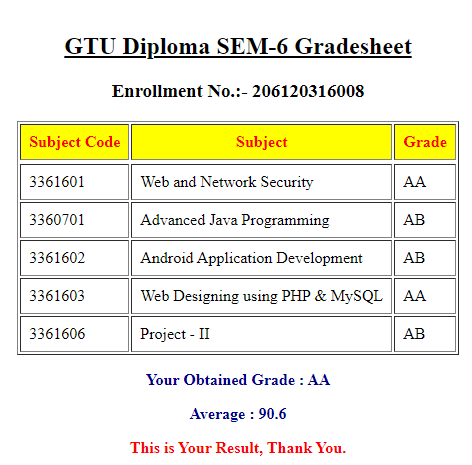 GTU Diploma SEM-6 Gradesheet
Enrollment No.:- 206120316008
Subject Code Subject Grade
3361601 Web and Network Security AA
3360701 Advanced Java Programming AB
3361602 Android Application Development AB
3361603 Web Designing using PHP & MySQL AA
3361606 Project - II AB
Your Obtained Grade : AA
Average : 90.6
This is Your Result, Thank You.